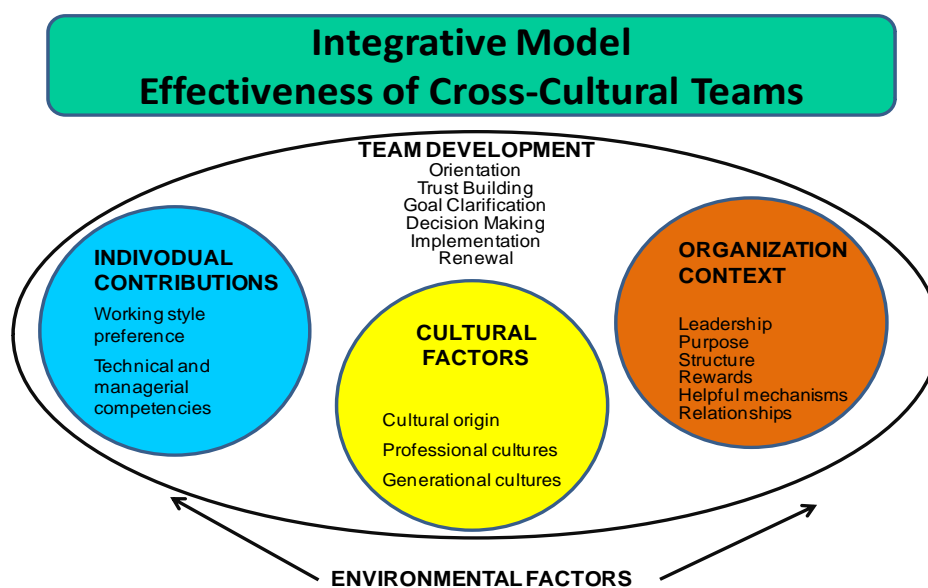 Integrative Model
Effectiveness of Cross-Cultural Teams
TEAM DEVELOPMENT
Orientation
Trust Building
Goal Clarification
Decision Making
Implementation
Renewal
INDIVODUAL
CONTRIBUTIONS
Working style
preference
Technical and
managerial
competencies
CULTURAL
FACTORS
Cultural origin
Professional cultures
Generational cultures
ORGANIZATION
CONTEXT
Leadership
Purpose
Structure
Rewards
Helpful mechanisms
Relationships
ENVIRONMENTAL FACTORS